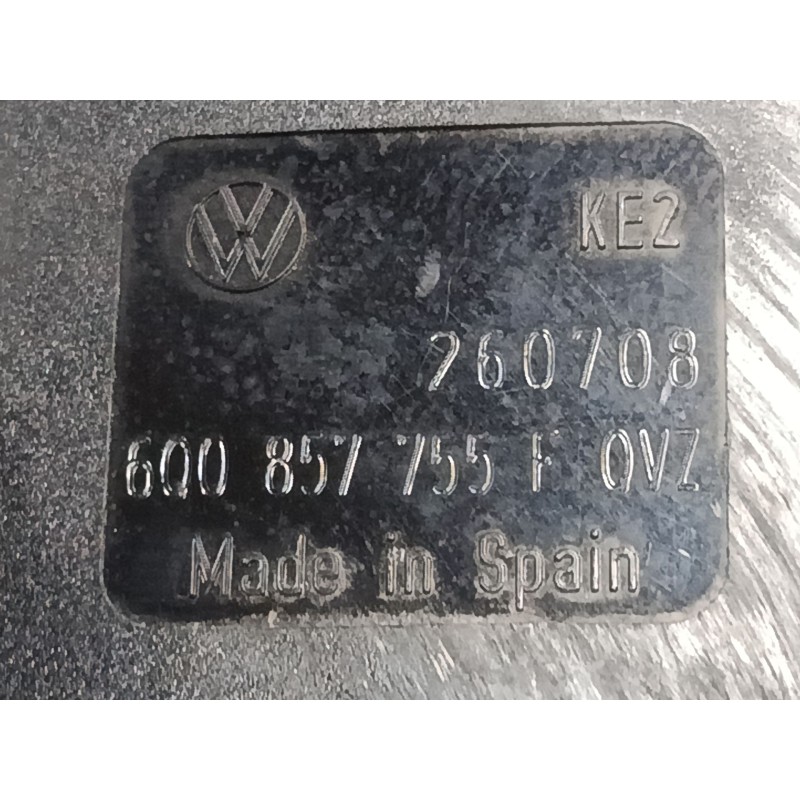 KE2
260708
6Q0 857 755 F QVZ
Made in Spain